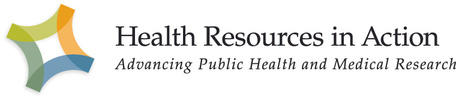 Health Resources in Action
Advancing Public Health and Medical Research